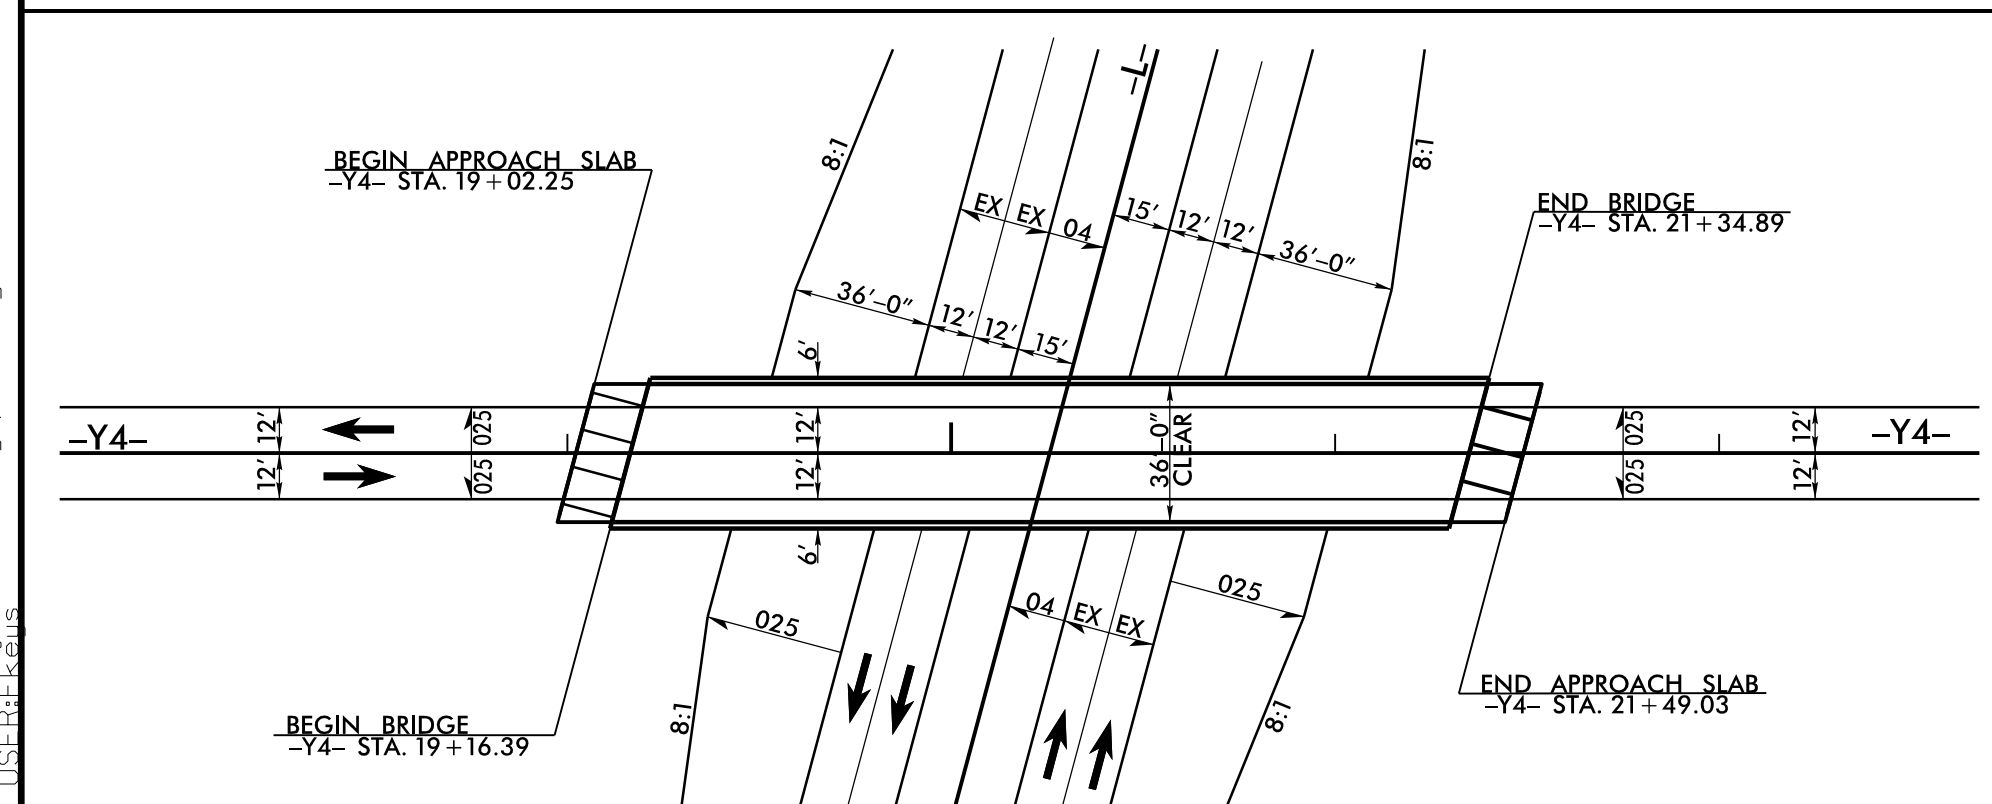 -L-
8:1
8:1
BEGIN APPROACH SLAB
-Y4- STA. 19+02.25
END BRIDGE
-Y4- STA. 21+34.89
EX EX 04
15' 12' 12' 36'-0"
36'-0" 12' 12' 15'
6'
-Y4-
12'
12'
025
025
12'
12'
36'-0"
CLEAR
025
025
12'
12'
-Y4-
6'
025
04 EX EX
025
8:1
8:1
BEGIN BRIDGE
-Y4- STA. 19+16.39
END APPROACH SLAB
-Y4- STA. 21+49.03